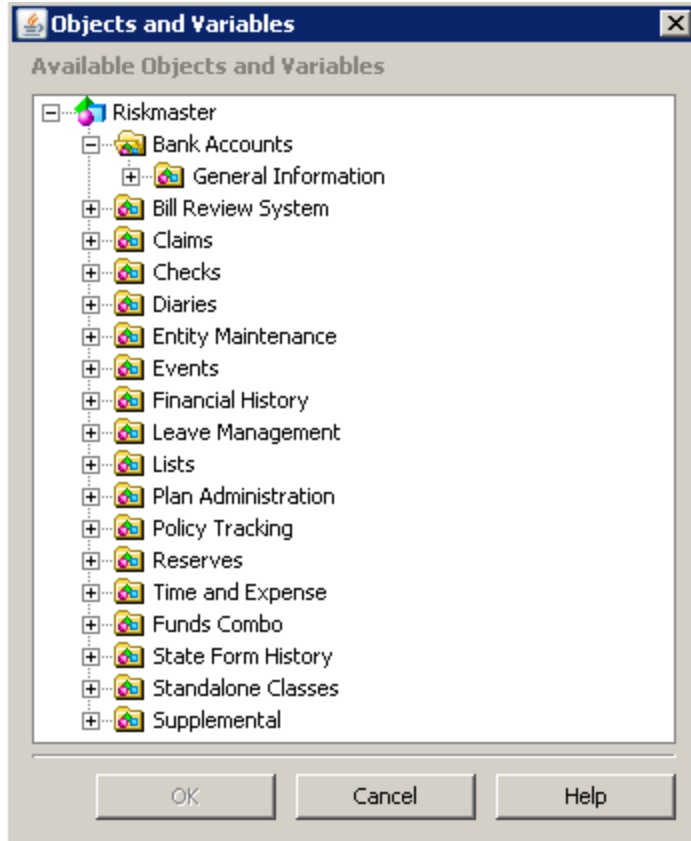 Objects and Variables
Available Objects and Variables
Riskmaster
Bank Accounts
General Information
Bill Review System
Claims
Checks
Diaries
Entity Maintenance
Events
Financial History
Leave Management
Lists
Plan Administration
Policy Tracking
Reserves
Time and Expense
Funds Combo
State Form History
Standalone Classes
Supplemental
OK Cancel Help